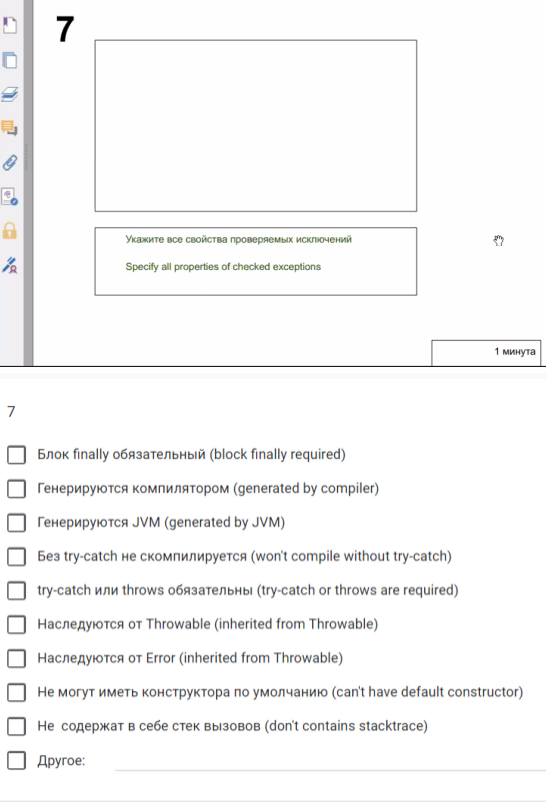 7
Укажите все свойства проверяемых исключений
Specify all properties of checked exceptions
1 минута
7
Блок finally обязательный (block finally required)
Генерируются компилятором (generated by compiler)
Генерируются JVM (generated by JVM)
Без try-catch не скомпилируется (won't compile without try-catch)
try-catch или throws обязательны (try-catch or throws are required)
Наследуются от Throwable (inherited from Throwable)
Наследуются от Error (inherited from Throwable)
Не могут иметь конструктора по умолчанию (can't have default constructor)
Не содержат в себе стек вызовов (don't contains stacktrace)
Другое: